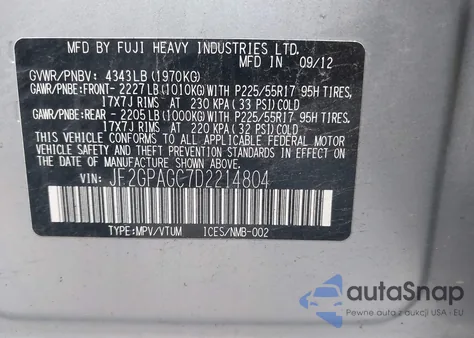 MFD BY FUJI HEAVY INDUSTRIES LTD.
MFD IN 09/12
GVWR/PNBV: 4343LB (1970KG)
GAWR/PNBE:FRONT- 2227LB (1010KG) WITH P225/55R17 95H TIRES,
17X7J RIMS AT 230 KPA (33 PSI) COLD
GAWR/PNBE:REAR - 2205LB (1000KG) WITH P225/55R17 95H TIRES,
17X7J RIMS AT 220 KPA (32 PSI) COLD
THIS VEHICLE CONFORMS TO ALL APPLICABLE FEDERAL MOTOR
VEHICLE SAFETY, BUMPER AND THEFT PREVENTION STANDARDS
IN EFFECT ON THE DATE OF MANUFACTURE SHOWN ABOVE.
VIN: JF2GPAGC7D2214804
TYPE:MPV/VTUM ICES/NMB-002
autoSnap
Pewne auta z aukcji USA - EU